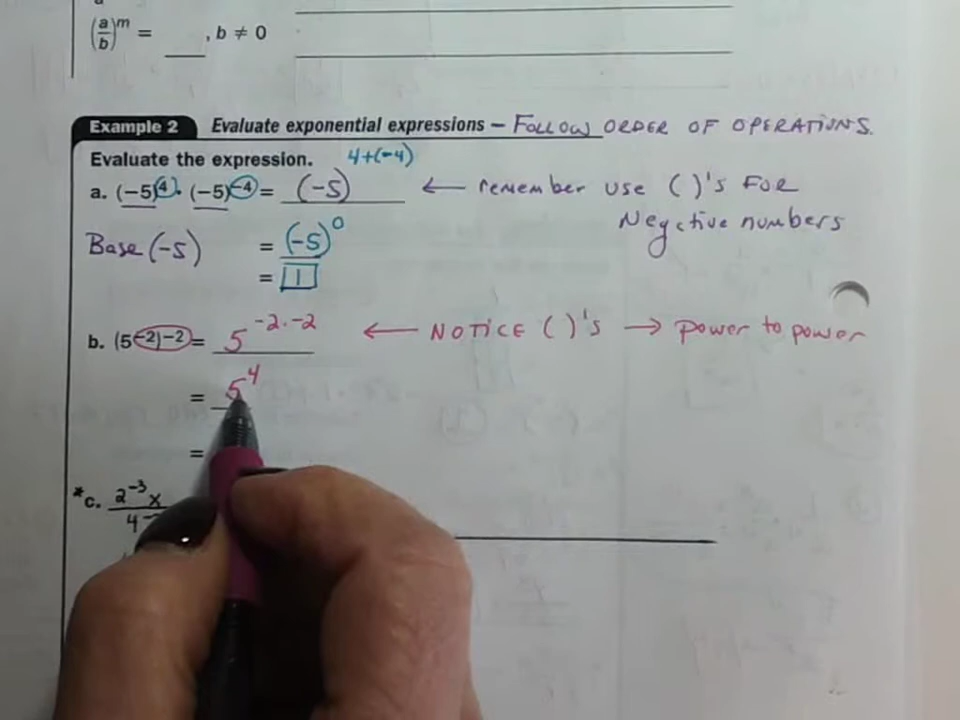 (a/b)^m = ___, b ≠ 0
Example 2 Evaluate exponential expressions – FOLLOW ORDER OF OPERATIONS.
Evaluate the expression. 4+(-4)
a. (−5)^4 · (−5)^−4 = (-5) ← remember use ( )'s FOR
Negative numbers
Base (-5) = (-5)^0
= 1
b. (5^−2)^−2 = 5^-2·-2 ← NOTICE ( )'s → power to power
= 5^4
=
*c. 2^-3 x
4